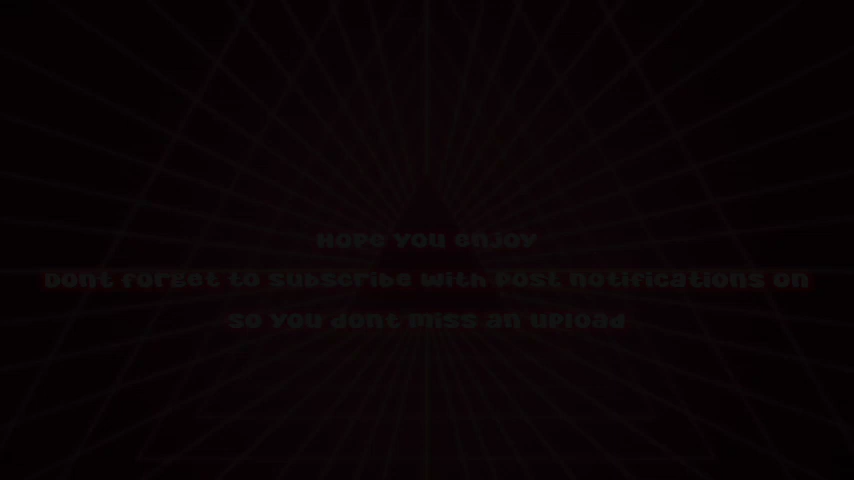 Hope you enjoy
Dont forget to subscribe with post notifications on
so you dont miss an upload